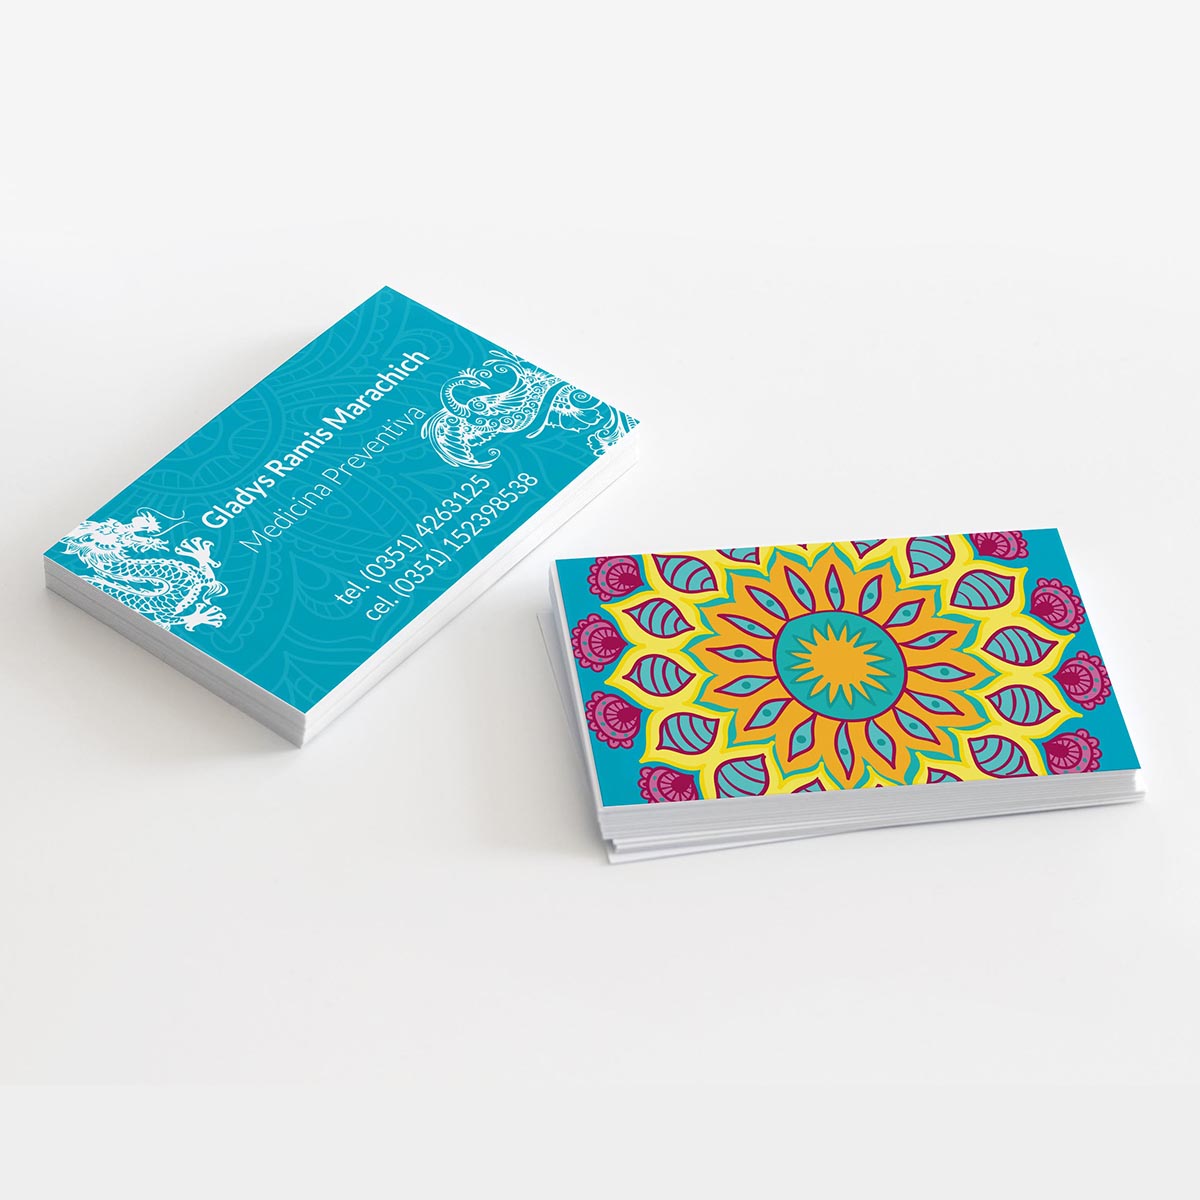 Gladys Ramis Marachich
Medicina Preventiva
tel. (0351) 4263125
cel. (0351) 152398538